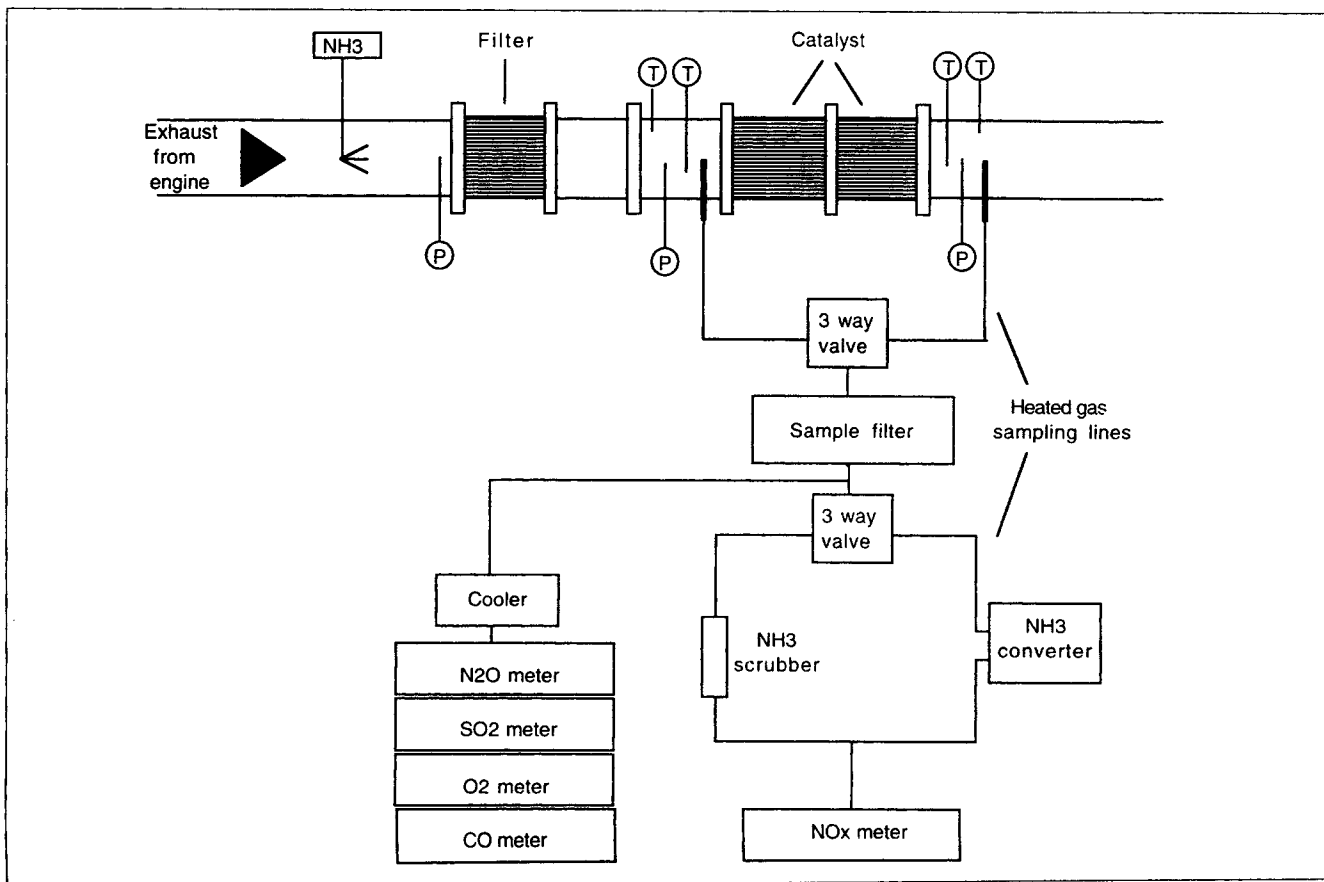 NH3
Filter
Catalyst
T
T
T
T
Exhaust
from
engine
P
P
P
3 way
valve
Sample filter
Heated gas
sampling lines
3 way
valve
Cooler
N2O meter
SO2 meter
O2 meter
CO meter
NH3
scrubber
NH3
converter
NOx meter